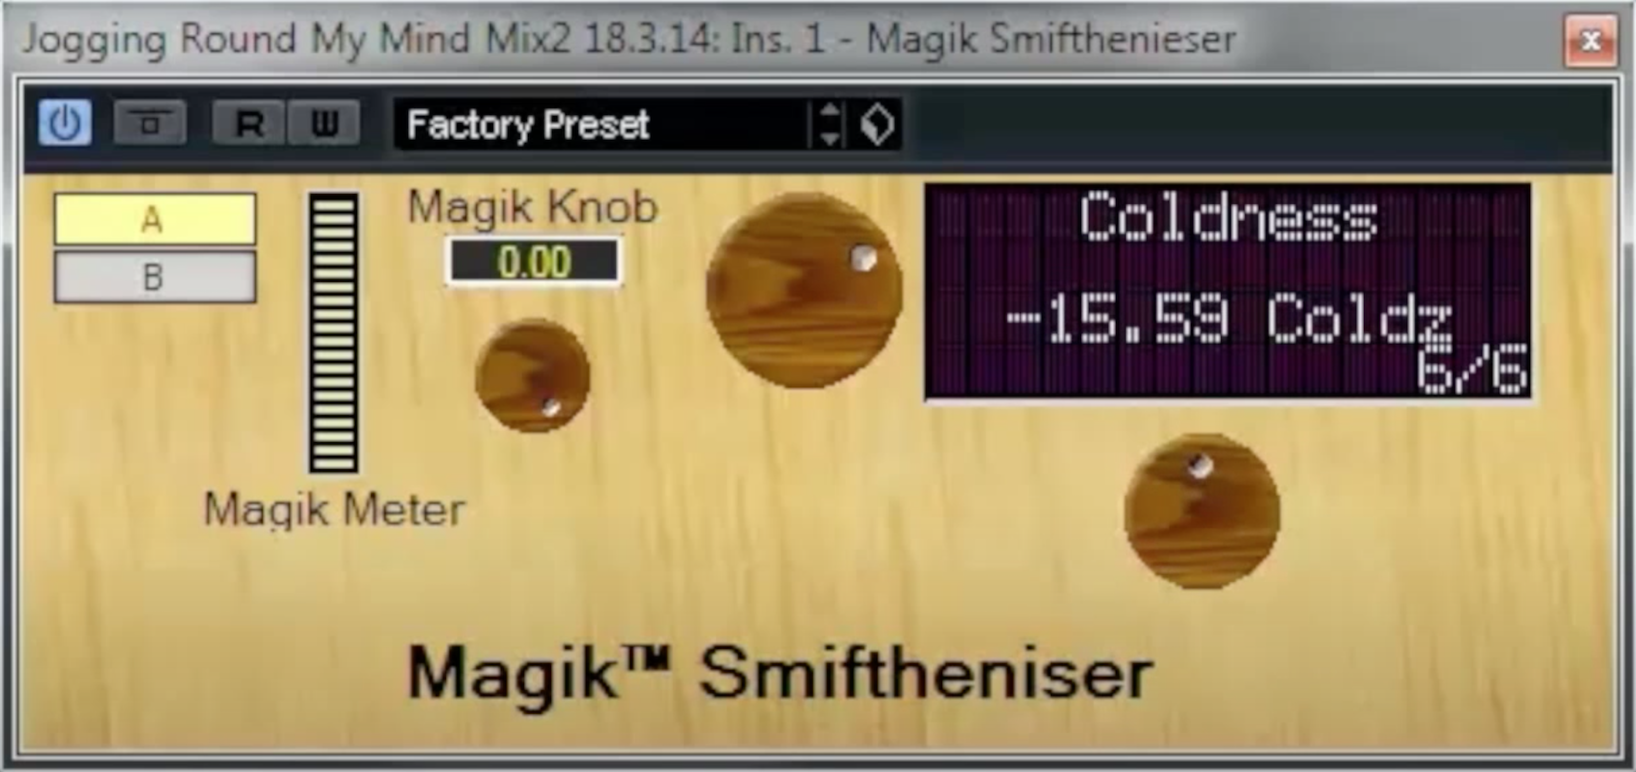 Jogging Round My Mind Mix2 18.3.14: Ins. 1 - Magik Smifthenieser
R W Factory Preset
A
B
Magik Knob
0.00
Coldness
-15.59 Coldz
6/6
Magik Meter
Magik™ Smiftheniser